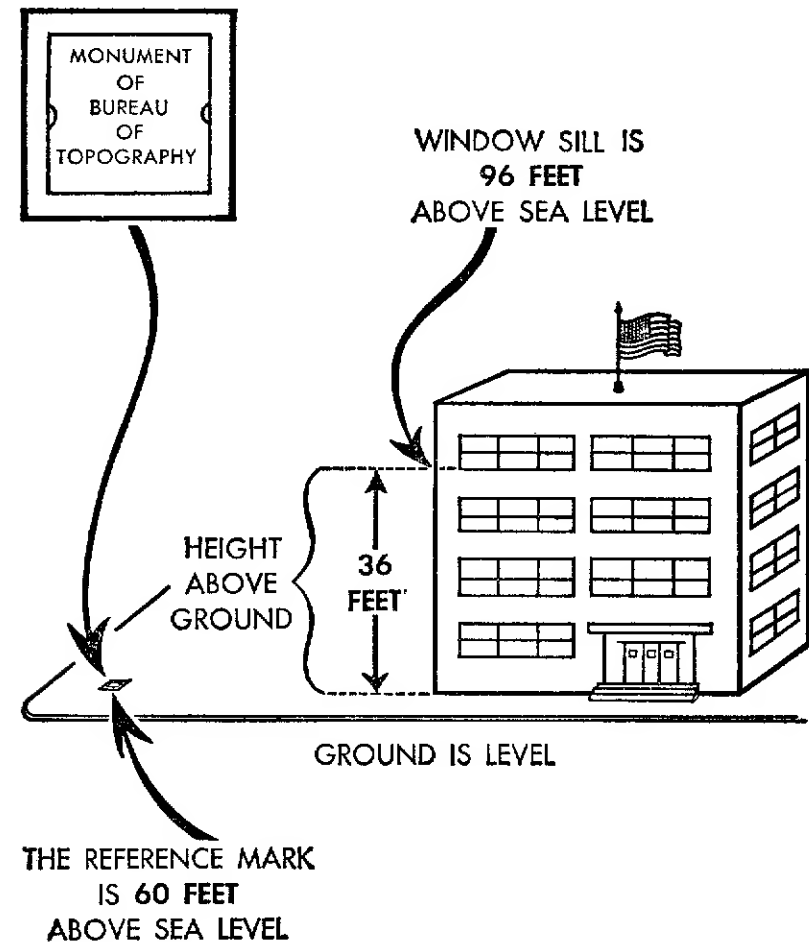 MONUMENT
OF
BUREAU
OF
TOPOGRAPHY
WINDOW SILL IS
96 FEET
ABOVE SEA LEVEL
HEIGHT
ABOVE
GROUND
36
FEET
GROUND IS LEVEL
THE REFERENCE MARK
IS 60 FEET
ABOVE SEA LEVEL